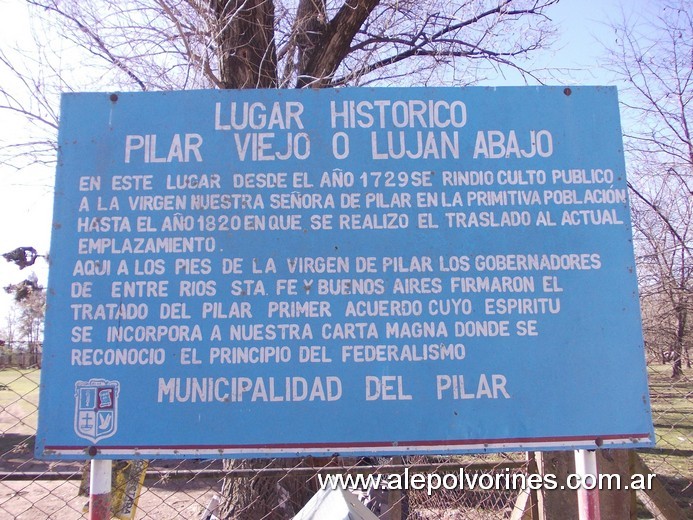 LUGAR HISTORICO
PILAR VIEJO O LUJAN ABAJO
EN ESTE LUGAR DESDE EL AÑO 1729 SE RINDIO CULTO PUBLICO
A LA VIRGEN NUESTRA SEÑORA DE PILAR EN LA PRIMITIVA POBLACIÓN
HASTA EL AÑO 1820 EN QUE SE REALIZO EL TRASLADO AL ACTUAL
EMPLAZAMIENTO.
AQUI A LOS PIES DE LA VIRGEN DE PILAR LOS GOBERNADORES
DE ENTRE RIOS STA. FE Y BUENOS AIRES FIRMARON EL
TRATADO DEL PILAR PRIMER ACUERDO CUYO ESPIRITU
SE INCORPORA A NUESTRA CARTA MAGNA DONDE SE
RECONOCIO EL PRINCIPIO DEL FEDERALISMO
MUNICIPALIDAD DEL PILAR
www.alepolvorines.com.ar